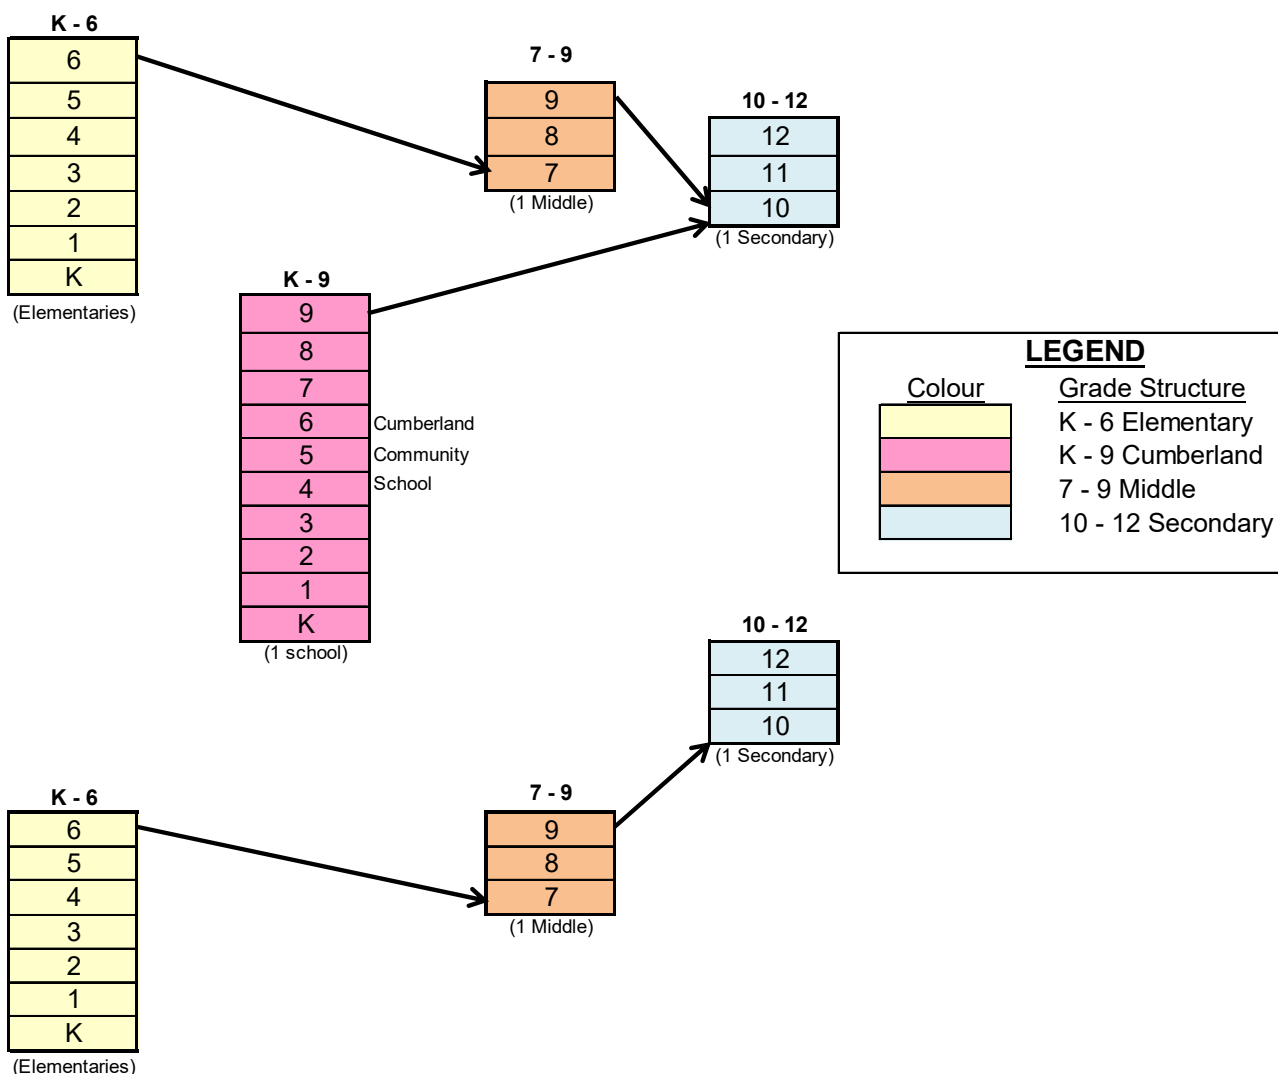 K - 6
6
5
4
3
2
1
K
(Elementaries)
7 - 9
9
8
7
(1 Middle)
10 - 12
12
11
10
(1 Secondary)
K - 9
9
8
7
6
5
4
3
2
1
K
(1 school)
Cumberland
Community
School
LEGEND
Colour Grade Structure
K - 6 Elementary
K - 9 Cumberland
7 - 9 Middle
10 - 12 Secondary
10 - 12
12
11
10
(1 Secondary)
K - 6
6
5
4
3
2
1
K
(Elementaries)
7 - 9
9
8
7
(1 Middle)